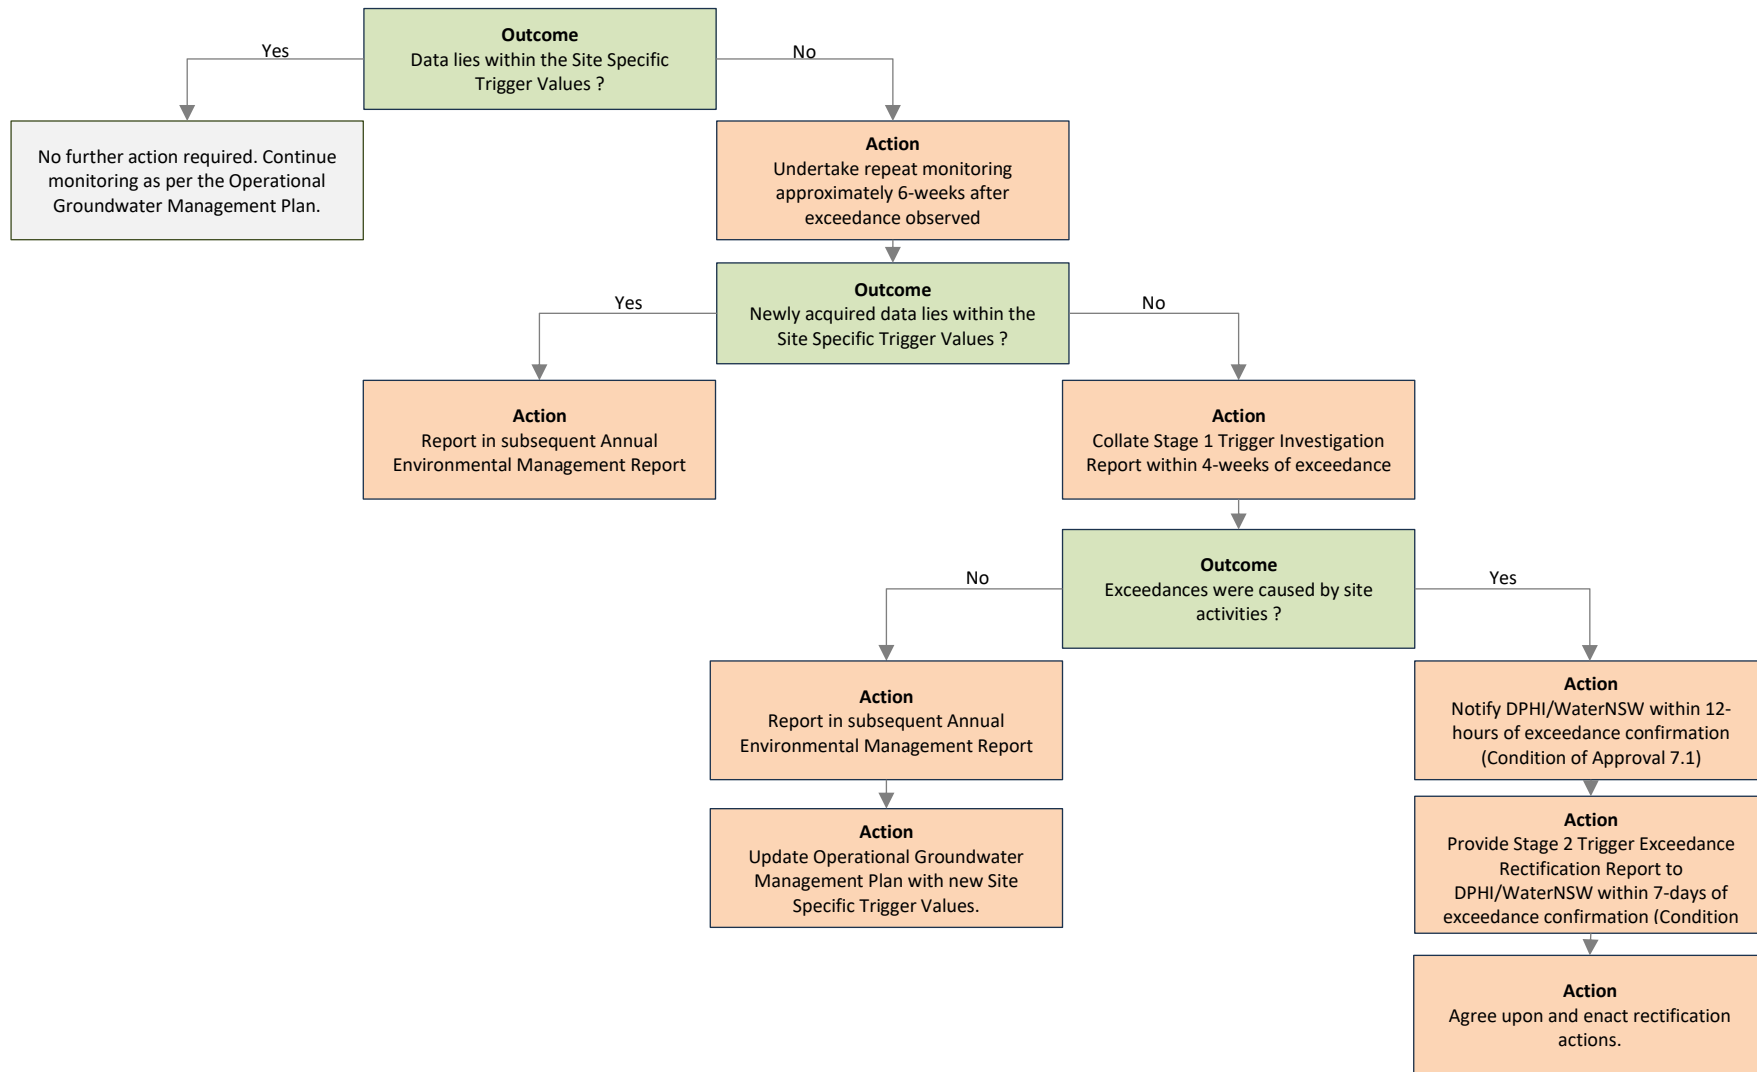 Outcome
Data lies within the Site Specific
Trigger Values ?
Yes
No
No further action required. Continue
monitoring as per the Operational
Groundwater Management Plan.
Action
Undertake repeat monitoring
approximately 6-weeks after
exceedance observed
Outcome
Newly acquired data lies within the
Site Specific Trigger Values ?
Yes
No
Action
Report in subsequent Annual
Environmental Management Report
Action
Collate Stage 1 Trigger Investigation
Report within 4-weeks of exceedance
Outcome
Exceedances were caused by site
activities ?
No
Yes
Action
Report in subsequent Annual
Environmental Management Report
Action
Notify DPHI/WaterNSW within 12-
hours of exceedance confirmation
(Condition of Approval 7.1)
Action
Update Operational Groundwater
Management Plan with new Site
Specific Trigger Values.
Action
Provide Stage 2 Trigger Exceedance
Rectification Report to
DPHI/WaterNSW within 7-days of
exceedance confirmation (Condition
Action
Agree upon and enact rectification
actions.